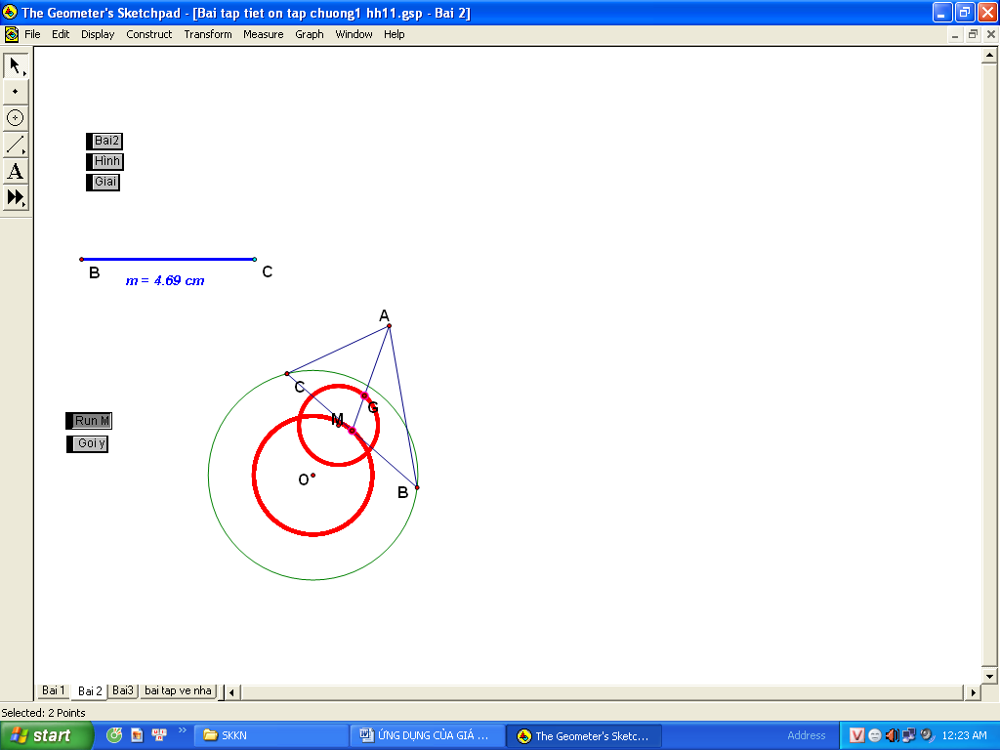 The Geometer's Sketchpad - [Bai tap tiet on tap chuong1 hh11.gsp - Bai 2]
File Edit Display Construct Transform Measure Graph Window Help
A
Bai2
Hình
Giai
B
C
m = 4.69 cm
A
C
G
M
Run M
Goi y
O
B
Bai 1 Bai 2 Bai3 bai tap ve nha
Selected: 2 Points
start SKKN ỨNG DỤNG CỦA GIÁ ... The Geometer's Sketc... Address V 12:23 AM